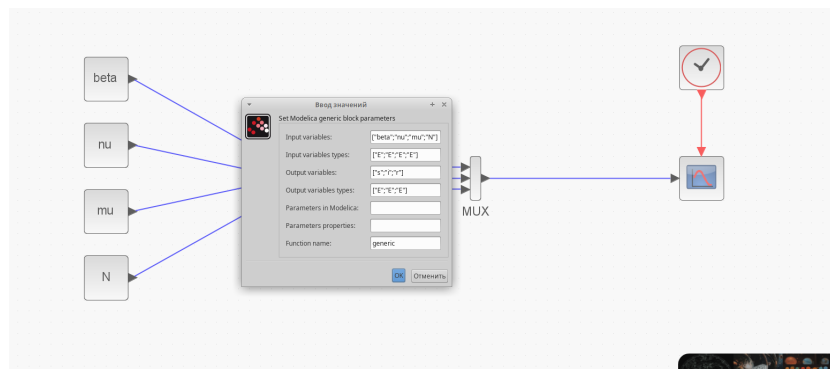 beta
nu
mu
N
Ввод значений
Set Modelica generic block parameters
Input variables: ["beta";"nu";"mu";"N"]
Input variables types: ["E";"E";"E";"E"]
Output variables: ["s";"i";"r"]
Output variables types: ["E";"E";"E"]
Parameters in Modelica:
Parameters properties:
Function name: generic
OK Отменить
MUX